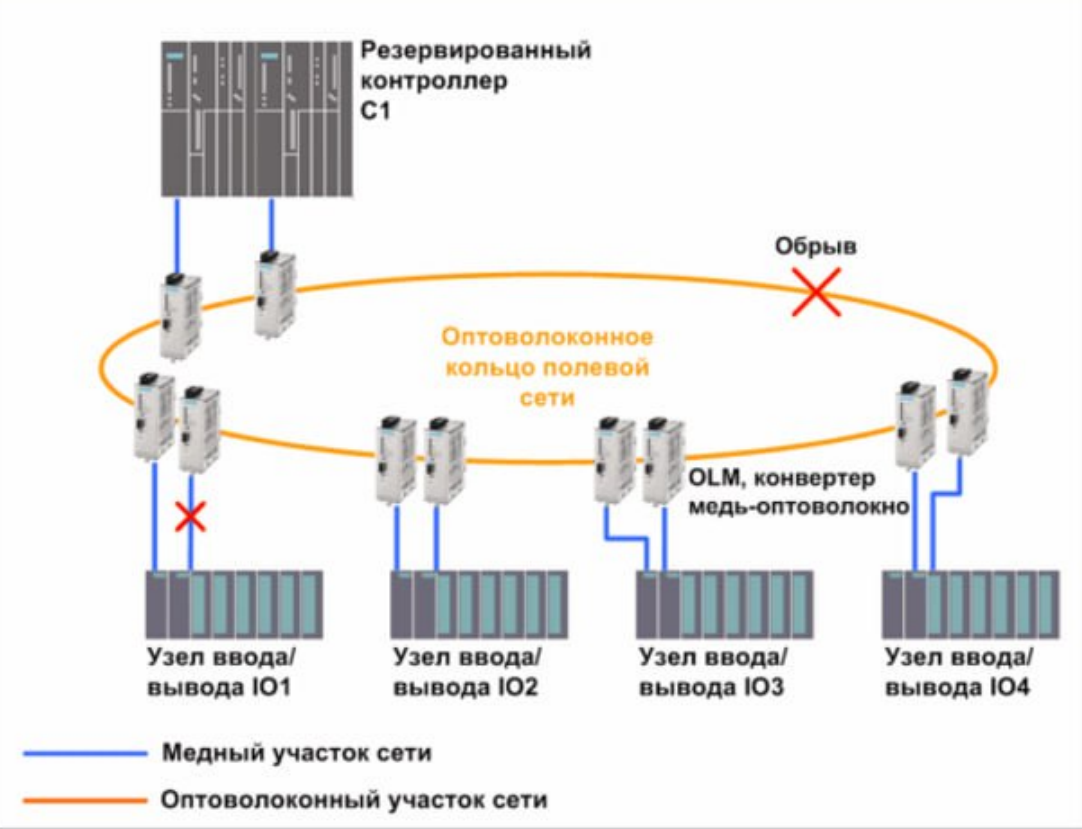 Резервированный
контроллер
C1
Обрыв
Оптоволоконное
кольцо полевой
сети
OLM, конвертер
медь-оптоволокно
Узел ввода/
вывода IO1
Узел ввода/
вывода IO2
Узел ввода/
вывода IO3
Узел ввода/
вывода IO4
Медный участок сети
Оптоволоконный участок сети